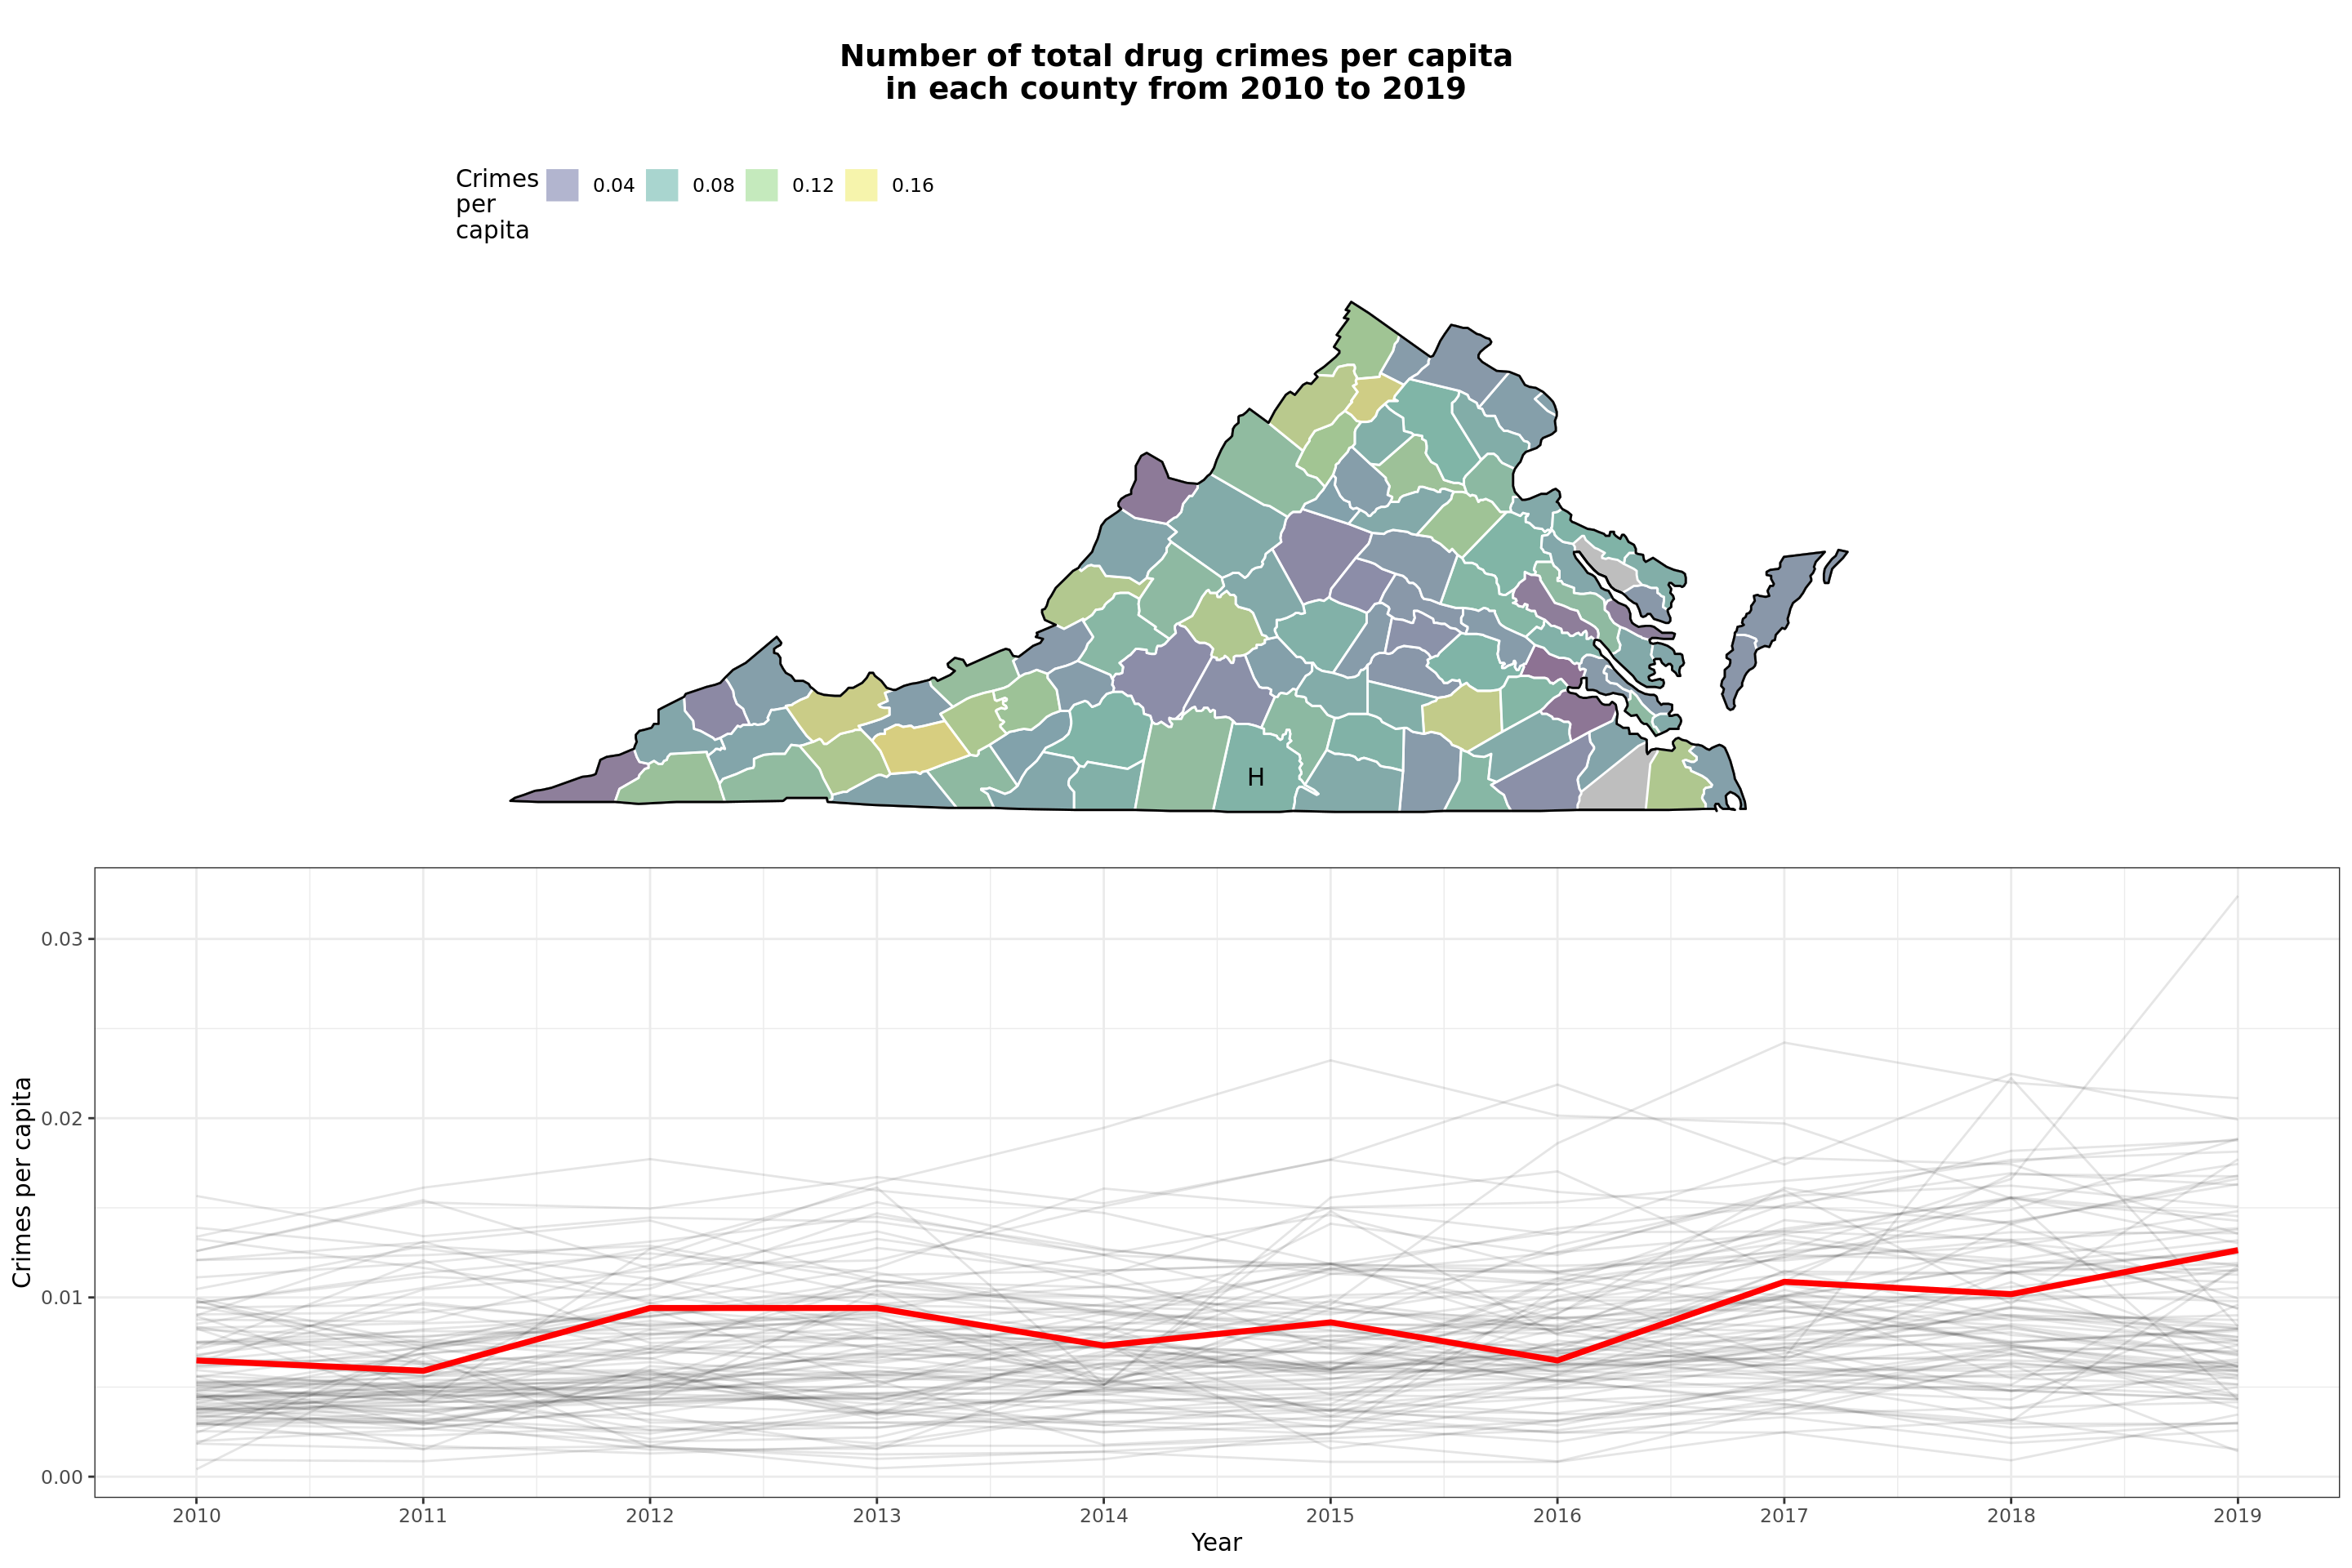 Number of total drug crimes per capita
in each county from 2010 to 2019
Crimes
per
capita
0.04 0.08 0.12 0.16
H
Crimes per capita
0.03
0.02
0.01
0.00
2010 2011 2012 2013 2014 2015 2016 2017 2018 2019
Year